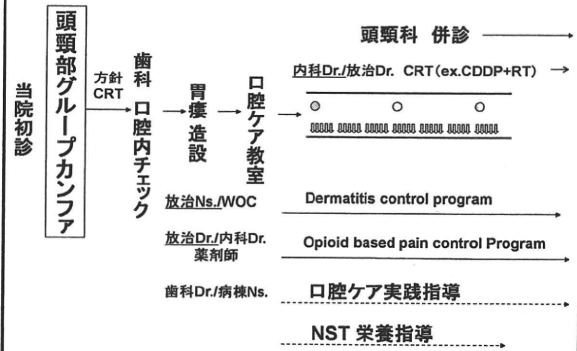 当院初診
頭頸部グループカンファ
方針
CRT
歯科 口腔内チェック
胃瘻 造設
口腔ケア教室
頭頸科 併診
内科Dr./放治Dr. CRT(ex.CDDP+RT)
放治Ns./WOC
Dermatitis control program
放治Dr./内科Dr.
薬剤師
Opioid based pain control Program
歯科Dr./病棟Ns.
口腔ケア実践指導
NST 栄養指導